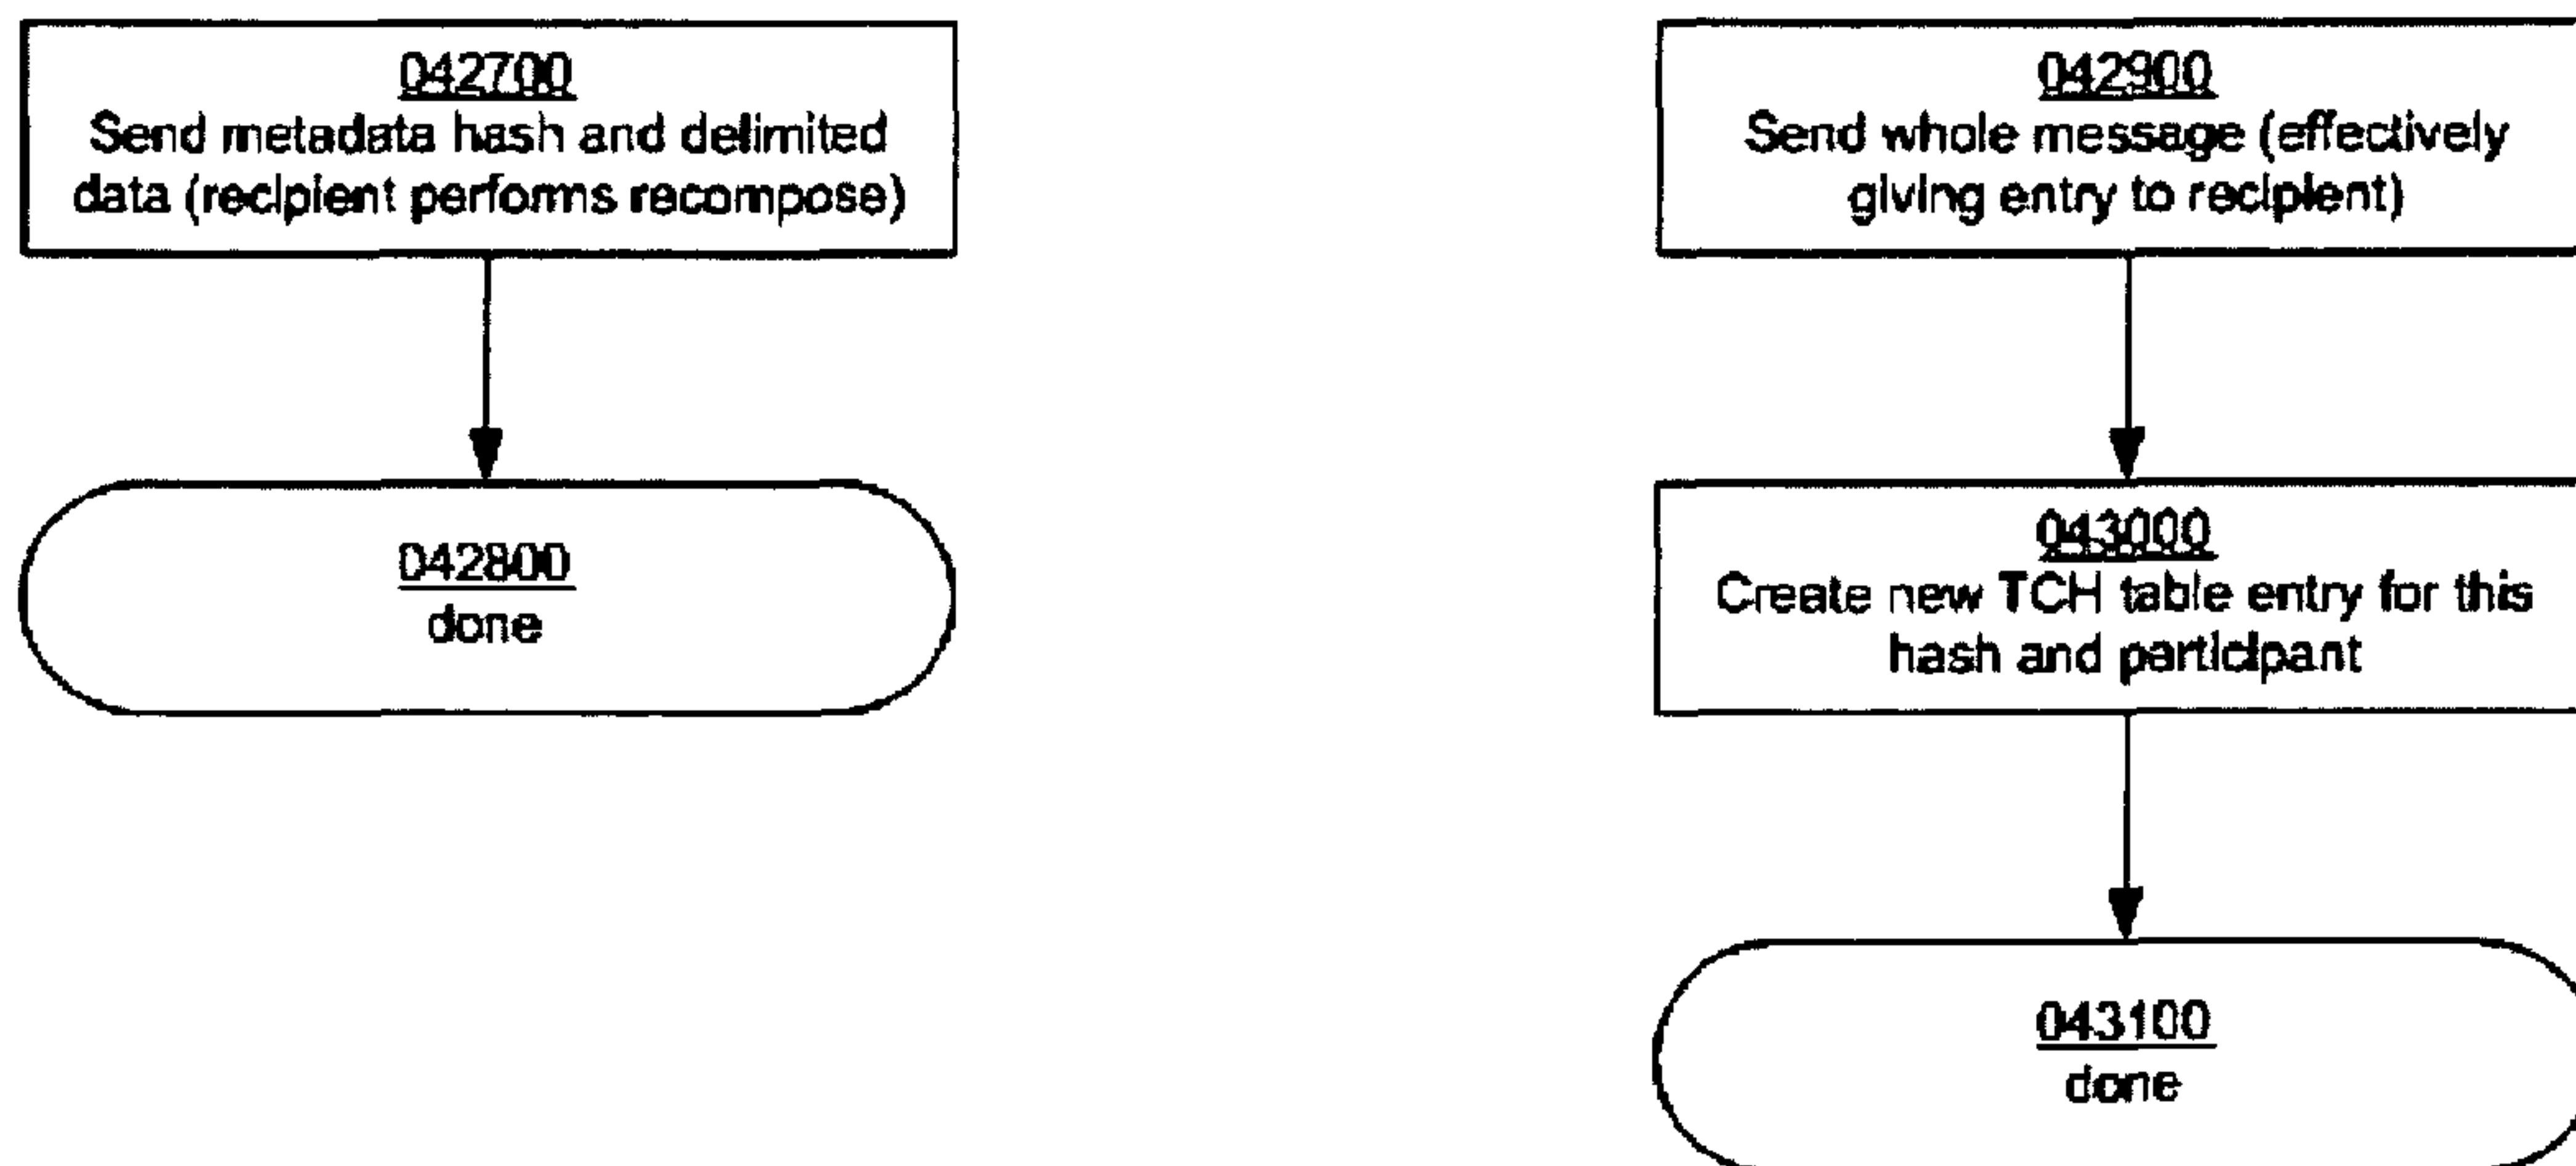 042700
Send metadata hash and delimited
data (recipient performs recompose)
042800
done
042900
Send whole message (effectively
giving entry to recipient)
043000
Create new TCH table entry for this
hash and participant
043100
done